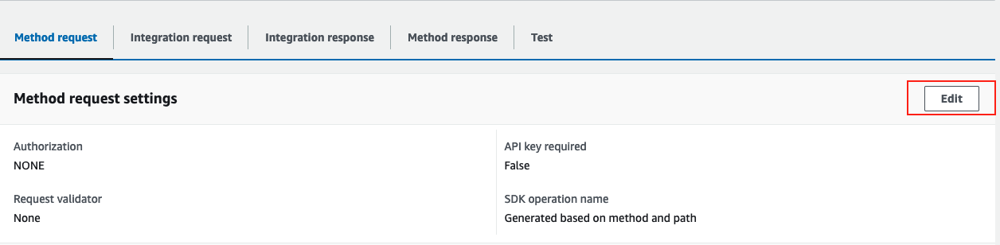 Method request
Integration request
Integration response
Method response
Test
Method request settings
Edit
Authorization
NONE
API key required
False
Request validator
None
SDK operation name
Generated based on method and path